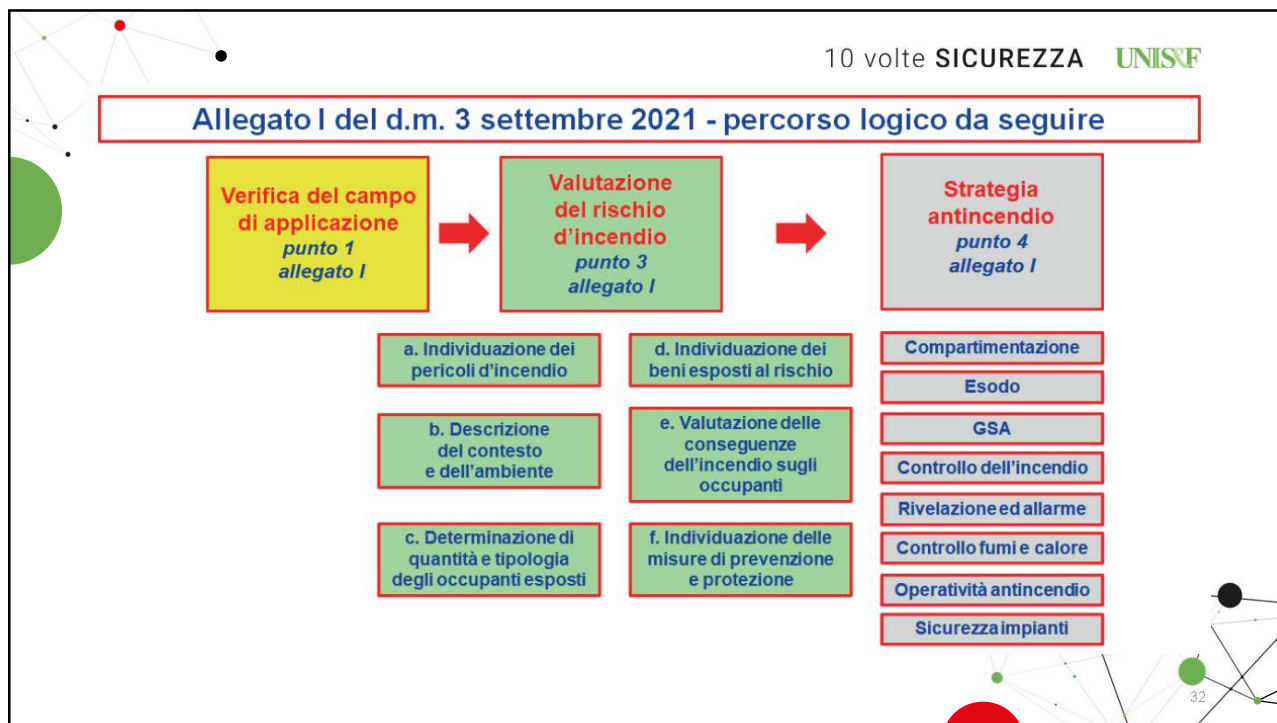 10 volte SICUREZZA UNIS&F
Allegato I del d.m. 3 settembre 2021 - percorso logico da seguire
Verifica del campo
di applicazione
punto 1
allegato I
Valutazione
del rischio
d’incendio
punto 3
allegato I
Strategia
antincendio
punto 4
allegato I
a. Individuazione dei
pericoli d’incendio
b. Descrizione
del contesto
e dell’ambiente
c. Determinazione di
quantità e tipologia
degli occupanti esposti
d. Individuazione dei
beni esposti al rischio
e. Valutazione delle
conseguenze
dell’incendio sugli
occupanti
f. Individuazione delle
misure di prevenzione
e protezione
Compartimentazione
Esodo
GSA
Controllo dell’incendio
Rivelazione ed allarme
Controllo fumi e calore
Operatività antincendio
Sicurezza impianti
32